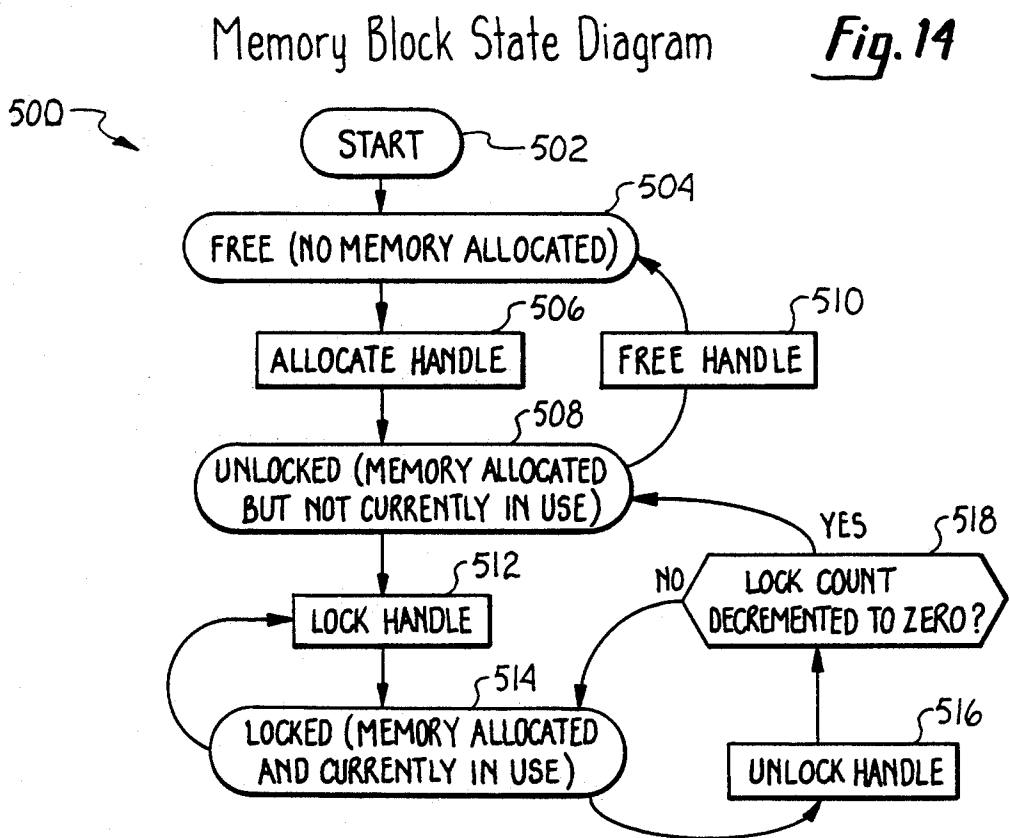 Memory Block State Diagram
Fig. 14
500
START
502
504
FREE (NO MEMORY ALLOCATED)
506
510
ALLOCATE HANDLE
FREE HANDLE
508
UNLOCKED (MEMORY ALLOCATED
BUT NOT CURRENTLY IN USE)
YES
518
512
NO
LOCK COUNT
DECREMENTED TO ZERO?
LOCK HANDLE
514
LOCKED (MEMORY ALLOCATED
AND CURRENTLY IN USE)
516
UNLOCK HANDLE